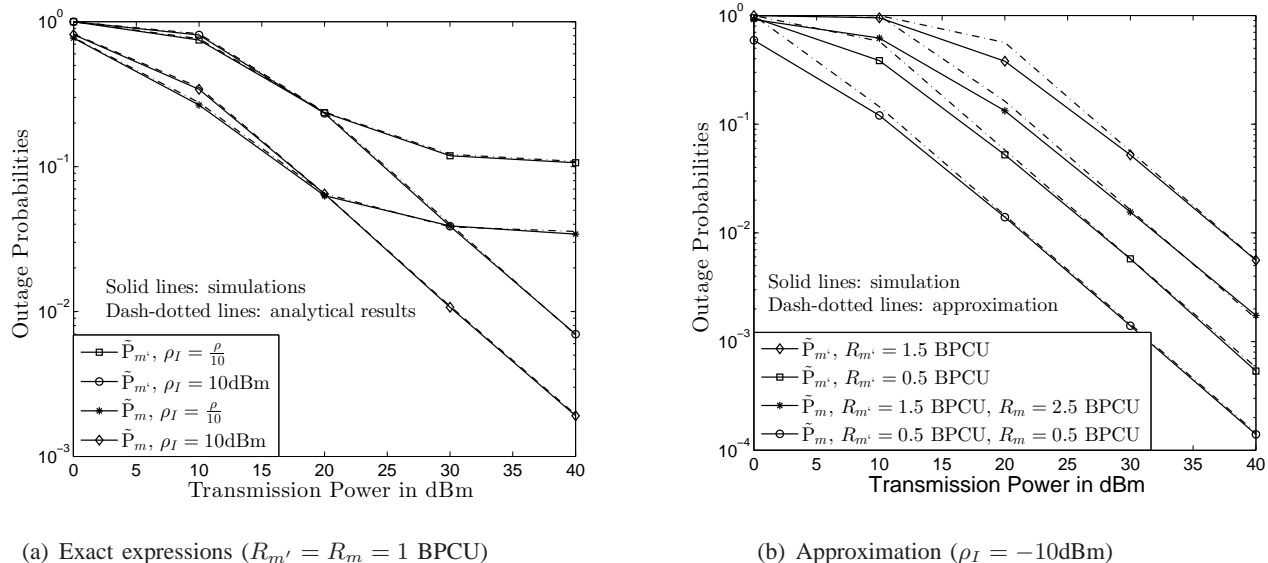 10^0
10^{-1}
10^{-2}
10^{-3}
Outage Probabilities
Solid lines: simulations
Dash-dotted lines: analytical results
P̃_{m‘}, ρ_I = ρ/10
P̃_{m‘}, ρ_I = 10dBm
P̃_m, ρ_I = ρ/10
P̃_m, ρ_I = 10dBm
0 5 10 15 20 25 30 35 40
Transmission Power in dBm
(a) Exact expressions (R_{m′} = R_m = 1 BPCU)
10^0
10^{-1}
10^{-2}
10^{-3}
10^{-4}
Outage Probabilities
Solid lines: simulation
Dash-dotted lines: approximation
P̃_{m‘}, R_{m‘} = 1.5 BPCU
P̃_{m‘}, R_{m‘} = 0.5 BPCU
P̃_m, R_{m‘} = 1.5 BPCU, R_m = 2.5 BPCU
P̃_m, R_{m‘} = 0.5 BPCU, R_m = 0.5 BPCU
0 5 10 15 20 25 30 35 40
Transmission Power in dBm
(b) Approximation (ρ_I = −10dBm)